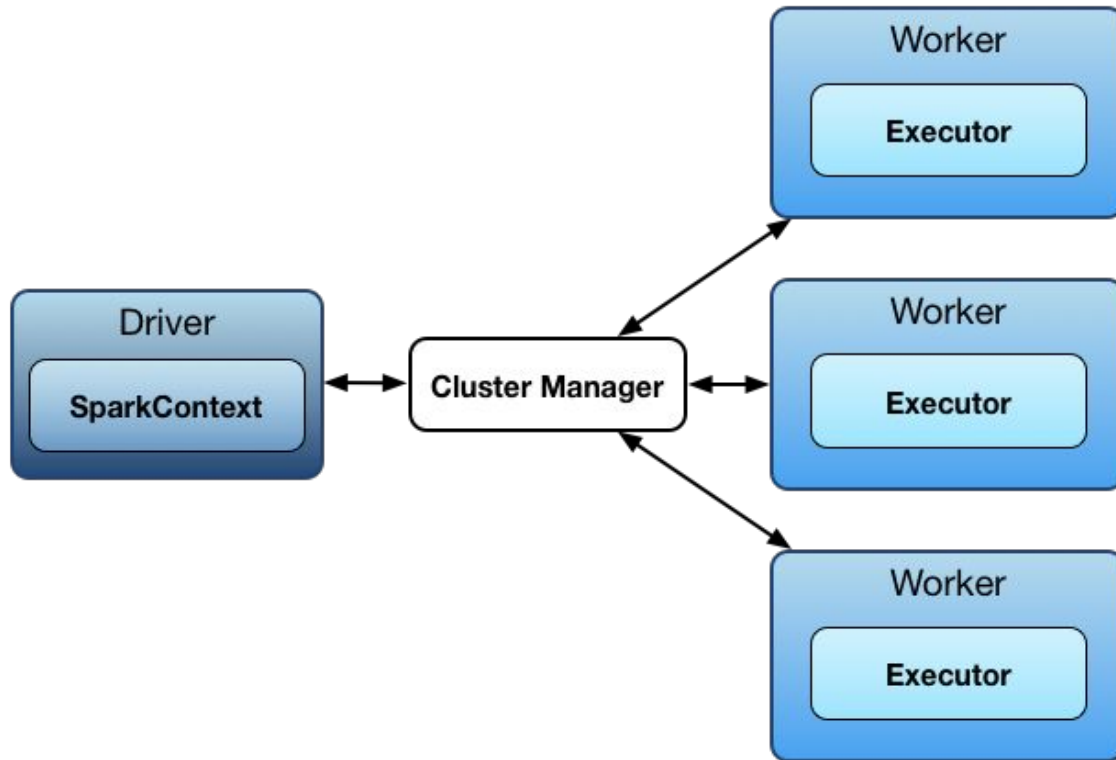 Driver
SparkContext
Cluster Manager
Worker
Executor
Worker
Executor
Worker
Executor